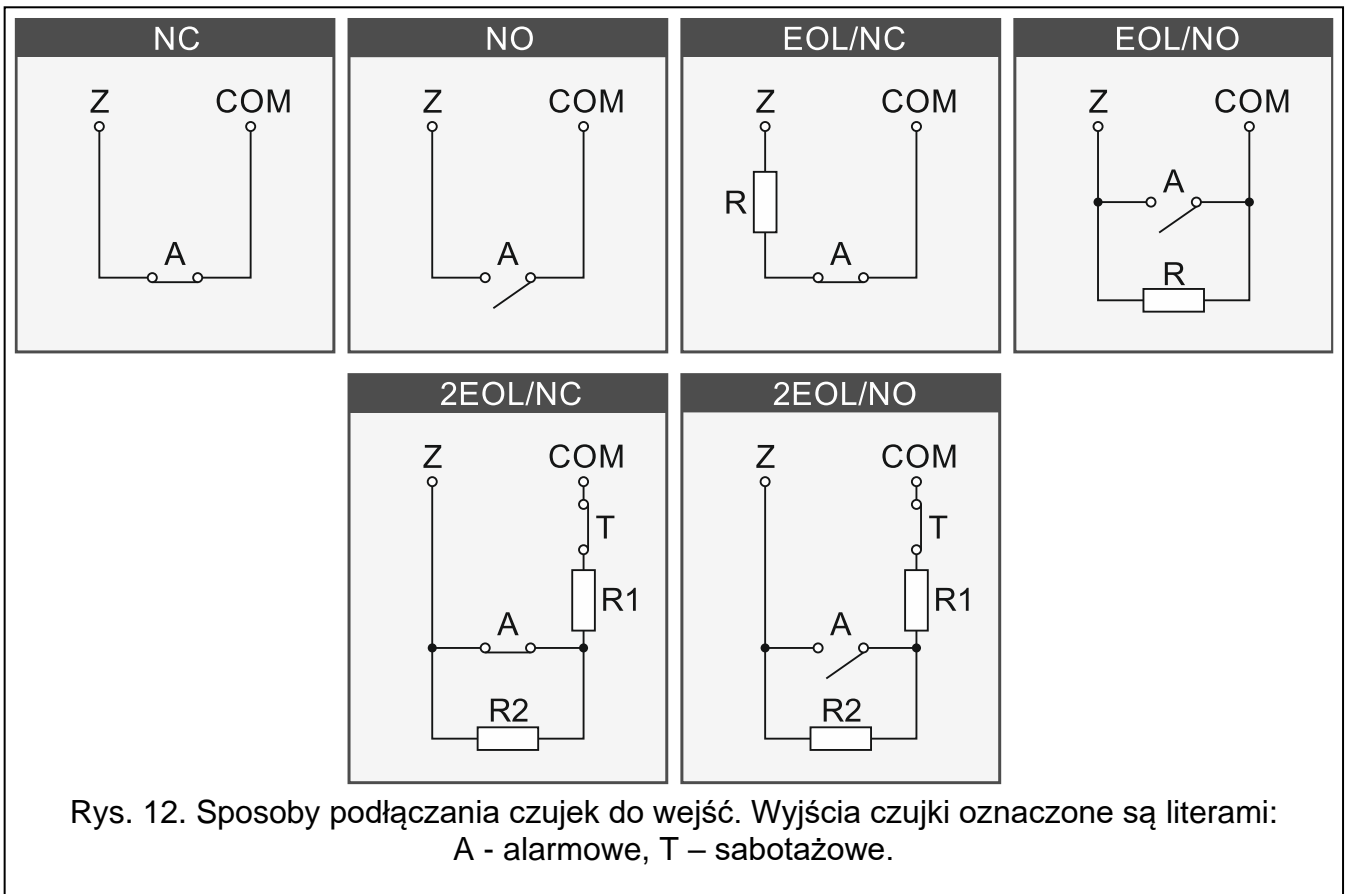 NC
NO
EOL/NC
EOL/NO
Z COM
A
Z COM
A
Z COM
R
A
Z COM
A
R
2EOL/NC
2EOL/NO
Z COM
T
R1
A
R2
Z COM
T
R1
A
R2
Rys. 12. Sposoby podłączania czujek do wejść. Wyjścia czujki oznaczone są literami:
A - alarmowe, T – sabotażowe.